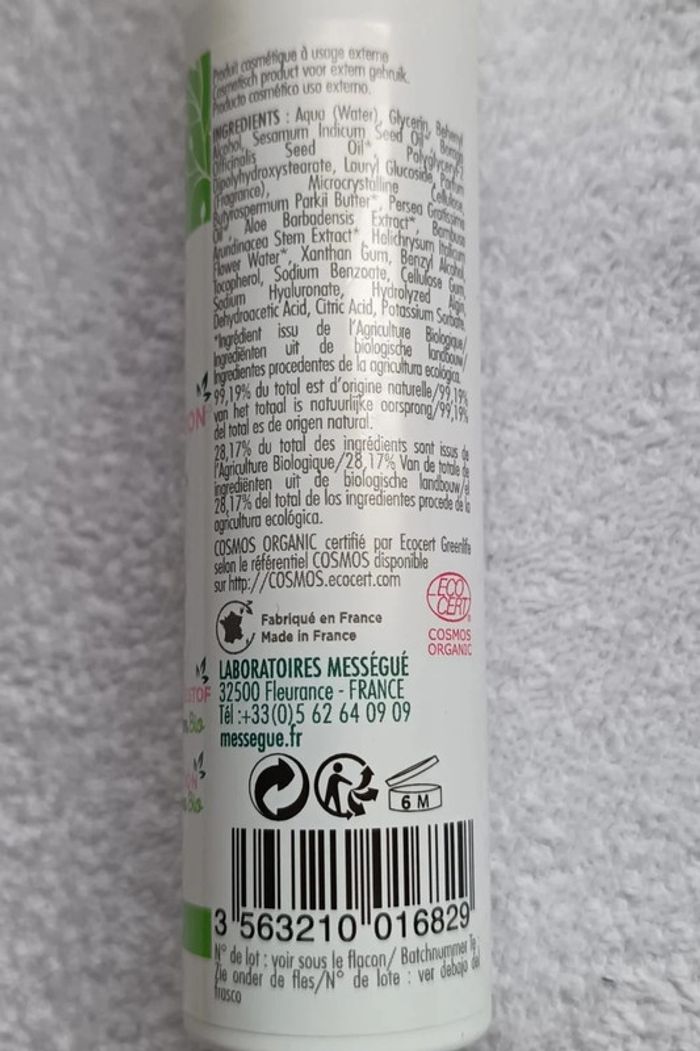 Produit cosmétique à usage externe
Cosmetisch product voor extern gebruik.
Producto cosmético uso externo.
INGREDIENTS : Aqua (Water), Glycerin, Behenyl
Alcohol, Sesamum Indicum Seed Oil*, Borago
Officinalis Seed Oil*, Polyglyceryl-2
Dipolyhydroxystearate, Lauryl Glucoside, Parfum
(Fragrance), Microcrystalline Cellulose,
Butyrospermum Parkii Butter*, Persea Gratissima
Oil*, Aloe Barbadensis Extract*, Bambusa
Arundinacea Stem Extract*, Helichrysum Italicum
Flower Water*, Xanthan Gum, Benzyl Alcohol,
Tocopherol, Sodium Benzoate, Cellulose Gum,
Sodium Hyaluronate, Hydrolyzed Algin,
Dehydroacetic Acid, Citric Acid, Potassium Sorbate.
*Ingrédient issu de l'Agriculture Biologique/
Ingrediënten uit de biologische landbouw/
Ingredientes procedentes de la agricultura ecológica.
99,19% du total est d'origine naturelle/99,19%
van het totaal is natuurlijke oorsprong/99,19%
del total es de origen natural.
28,17% du total des ingrédients sont issus de
l'Agriculture Biologique/28,17% Van de totale de
ingrediënten uit de biologische landbouw/el
28,17% del total de los ingredientes procede de la
agricultura ecológica.
COSMOS ORGANIC certifié par Ecocert Greenlife
selon le référentiel COSMOS disponible
sur http://COSMOS.ecocert.com
ECO
CERT
COSMOS
ORGANIC
Fabriqué en France
Made in France
LABORATOIRES MESSÉGUÉ
32500 Fleurance - FRANCE
Tél :+33(0)5 62 64 09 09
messegue.fr
6 M
3 563210 016829
N° de lot : voir sous le flacon/ Batchnummer Te
Zie onder de fles/N° de lote : ver debajo del
frasco
ON
STOF
Bio
ON
Bio